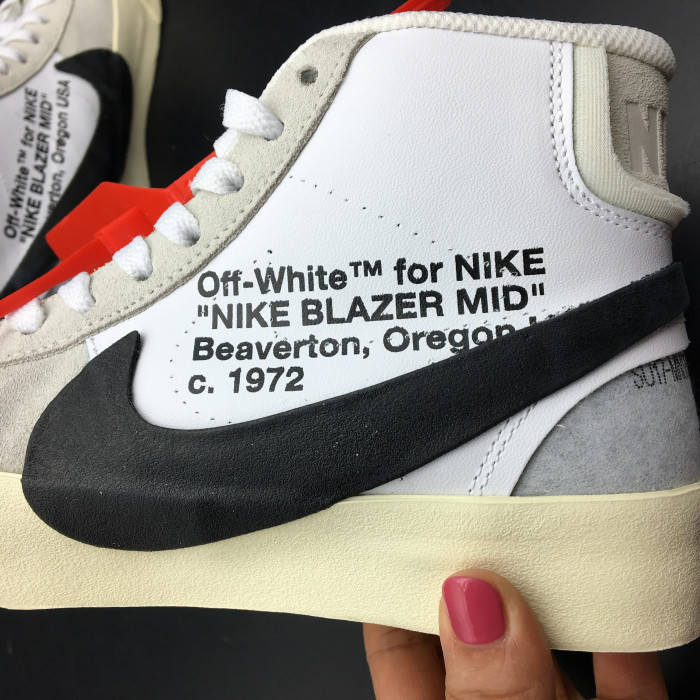 Off-White™ for NIKE
"NIKE BLAZER MID"
Beaverton, Oregon
c. 1972
Off-White™ for NIKE
"NIKE BLAZER MID"
Beaverton, Oregon USA